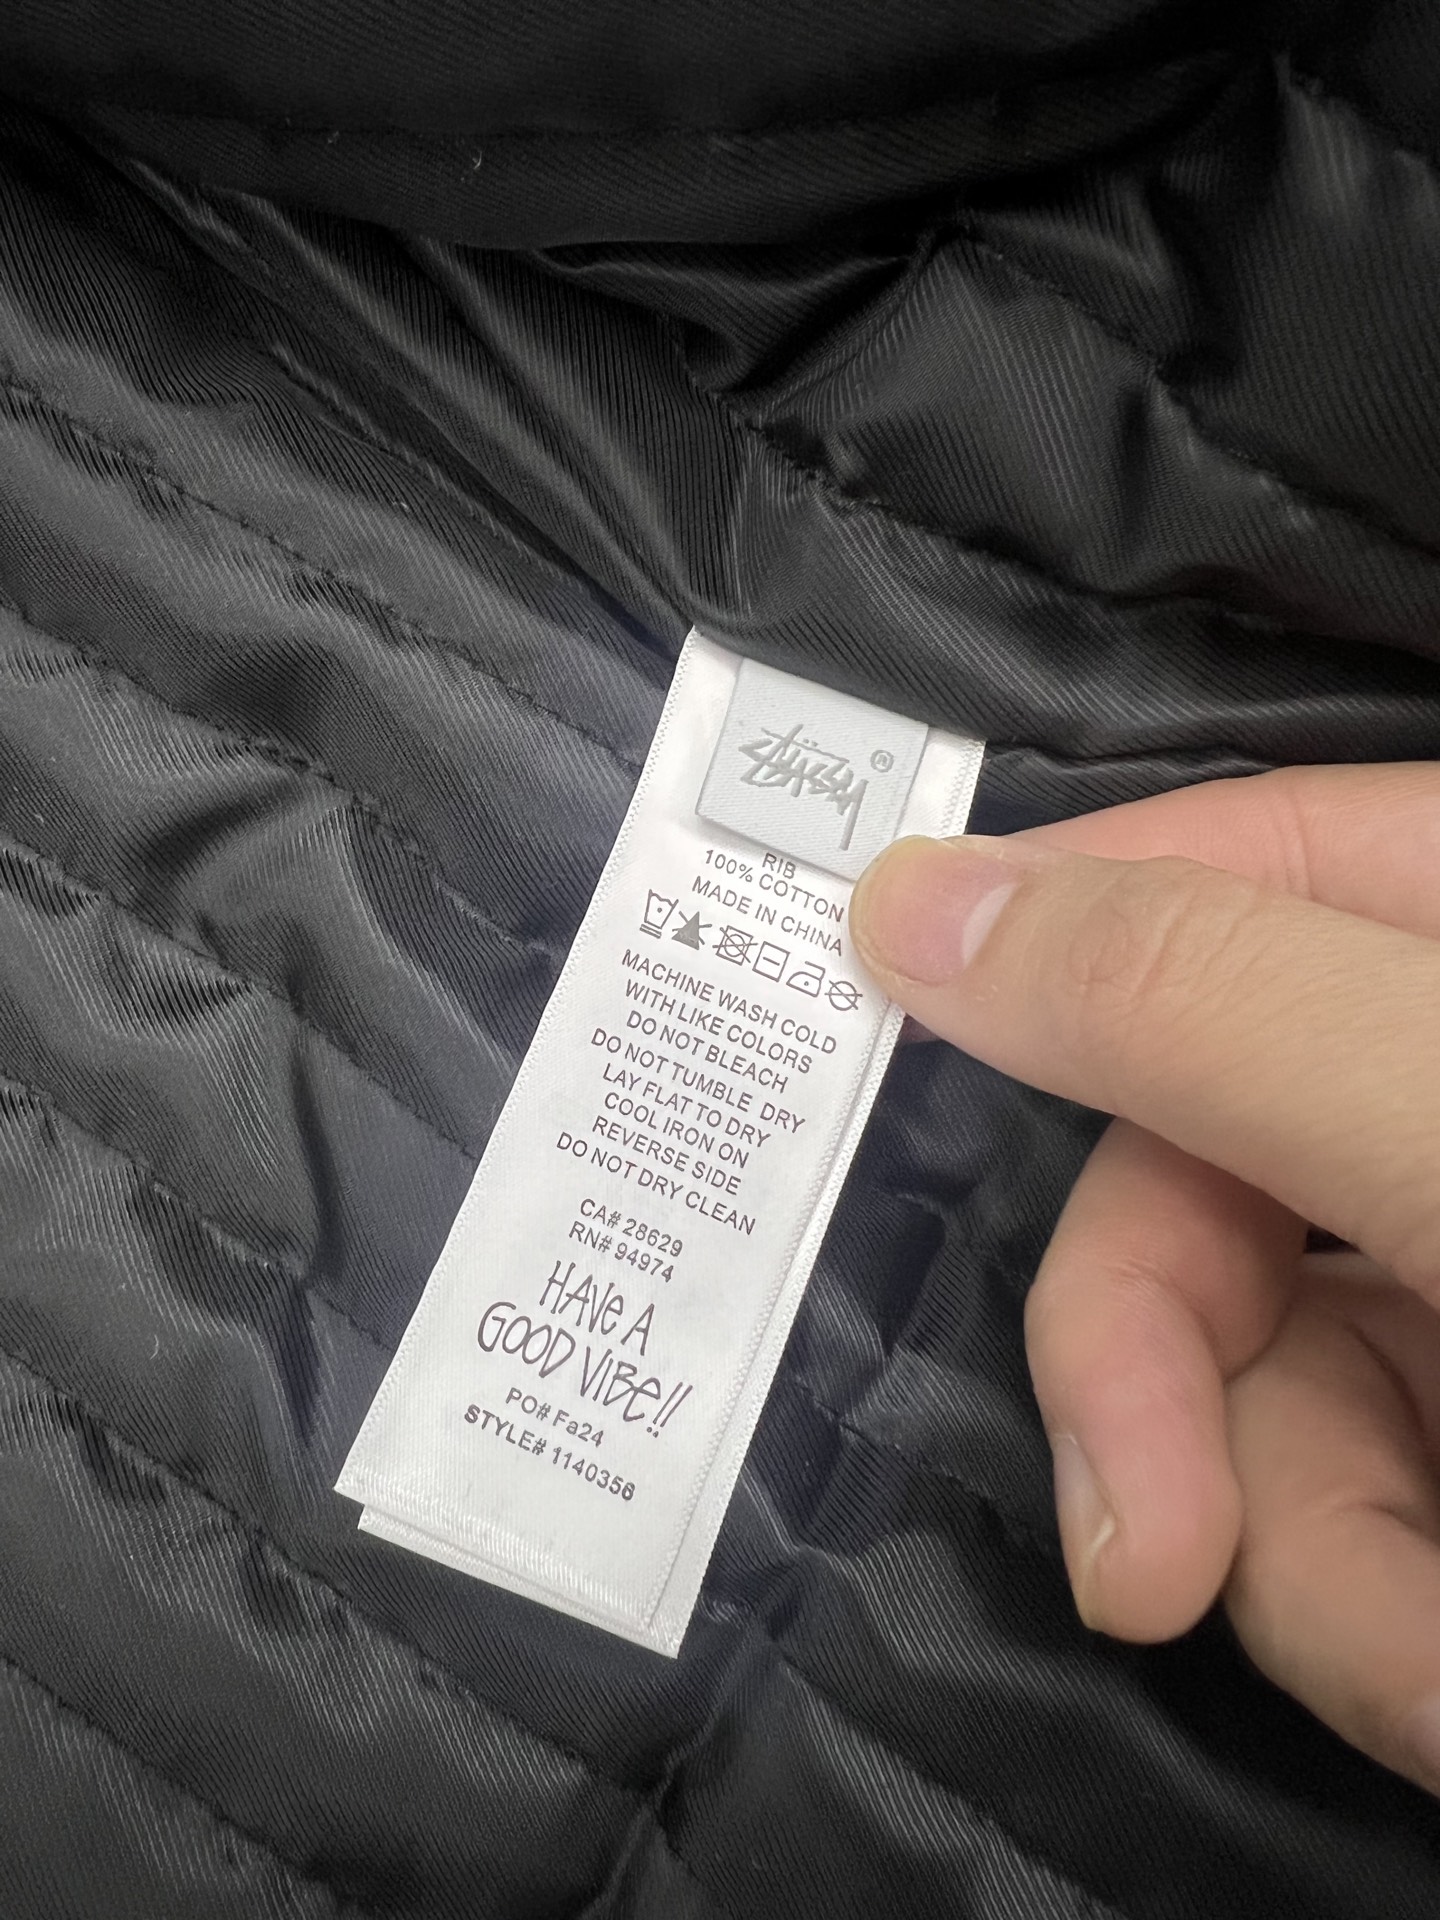 Stüssy ®
RIB
100% COTTON
MADE IN CHINA
MACHINE WASH COLD
WITH LIKE COLORS
DO NOT BLEACH
DO NOT TUMBLE DRY
LAY FLAT TO DRY
COOL IRON ON
REVERSE SIDE
DO NOT DRY CLEAN
CA# 28629
RN# 94974
HAVE A
GOOD VIBE!!
PO# Fa24
STYLE# 1140356